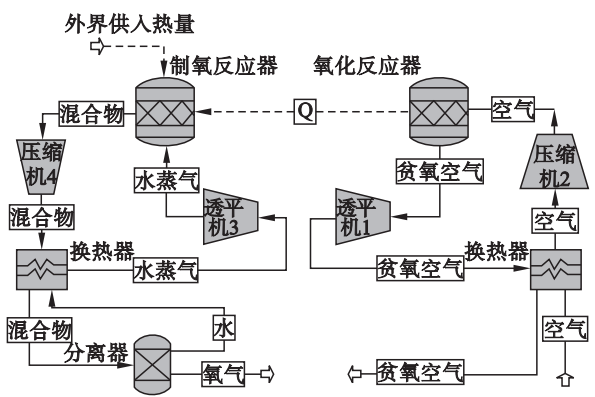 外界供入热量
制氧反应器
氧化反应器
混合物
Q
空气
压缩
机4
水蒸气
贫氧空气
压缩
机2
混合物
透平
机3
透平
机1
空气
换热器
水蒸气
贫氧空气
换热器
混合物
水
空气
分离器
氧气
贫氧空气